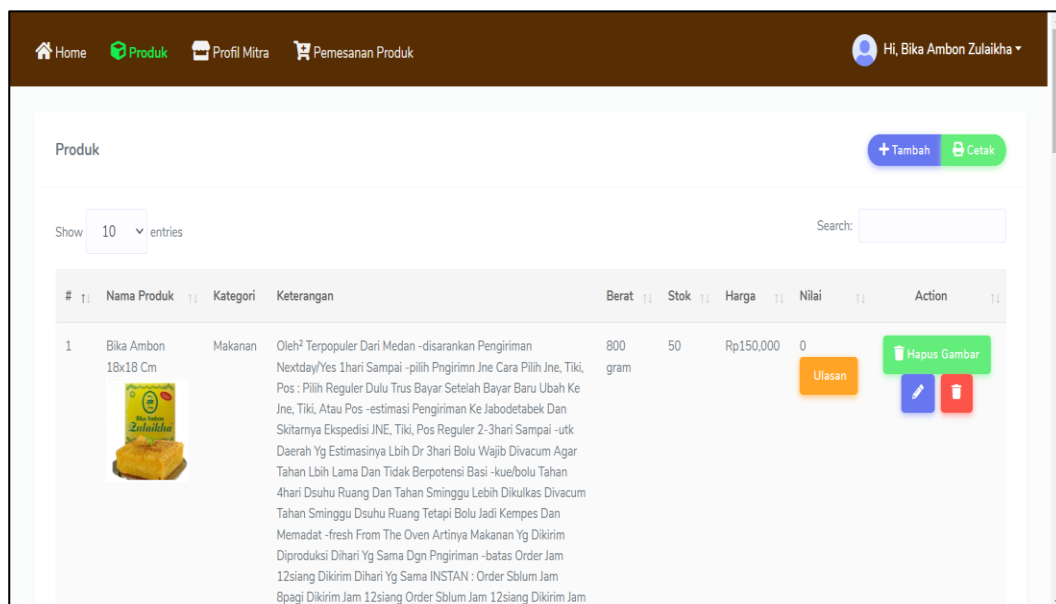 Home Produk Profil Mitra Pemesanan Produk Hi, Bika Ambon Zulaikha
Produk
Tambah Cetak
Show 10 entries
Search:
# Nama Produk Kategori Keterangan Berat Stok Harga Nilai Action
1
Bika Ambon
18x18 Cm
Bika Ambon
Zulaikha
Makanan
Oleh² Terpopuler Dari Medan -disarankan Pengiriman
Nextday/Yes 1hari Sampai -pilih Pngirimn Jne Cara Pilih Jne, Tiki,
Pos : Pilih Reguler Dulu Trus Bayar Setelah Bayar Baru Ubah Ke
Jne, Tiki, Atau Pos -estimasi Pengiriman Ke Jabodetabek Dan
Skitarnya Ekspedisi JNE, Tiki, Pos Reguler 2-3hari Sampai -utk
Daerah Yg Estimasinya Lbih Dr 3hari Bolu Wajib Divacum Agar
Tahan Lbih Lama Dan Tidak Berpotensi Basi -kue/bolu Tahan
4hari Dsuhu Ruang Dan Tahan Sminggu Lebih Dikulkas Divacum
Tahan Sminggu Dsuhu Ruang Tetapi Bolu Jadi Kempes Dan
Memadat -fresh From The Oven Artinya Makanan Yg Dikirim
Diproduksi Dihari Yg Sama Dgn Pngiriman -batas Order Jam
12siang Dikirim Dihari Yg Sama INSTAN : Order Sblum Jam
8pagi Dikirim Jam 12siang Order Sblum Jam 12siang Dikirim Jam
800
gram
50
Rp150,000
0
Ulasan
Hapus Gambar